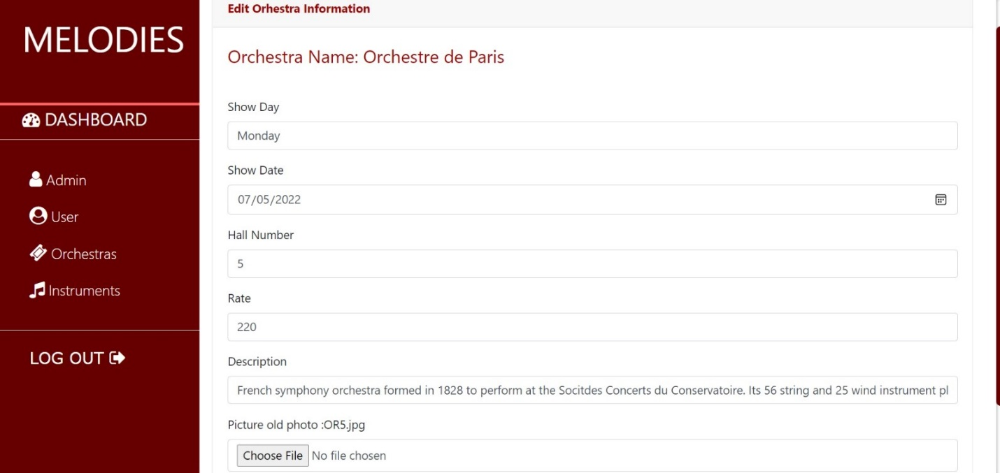 MELODIES
DASHBOARD
Admin
User
Orchestras
Instruments
LOG OUT
Edit Orhestra Information
Orchestra Name: Orchestre de Paris
Show Day
Monday
Show Date
07/05/2022
Hall Number
5
Rate
220
Description
French symphony orchestra formed in 1828 to perform at the Socitdes Concerts du Conservatoire. Its 56 string and 25 wind instrument pl
Picture old photo :OR5.jpg
Choose File No file chosen